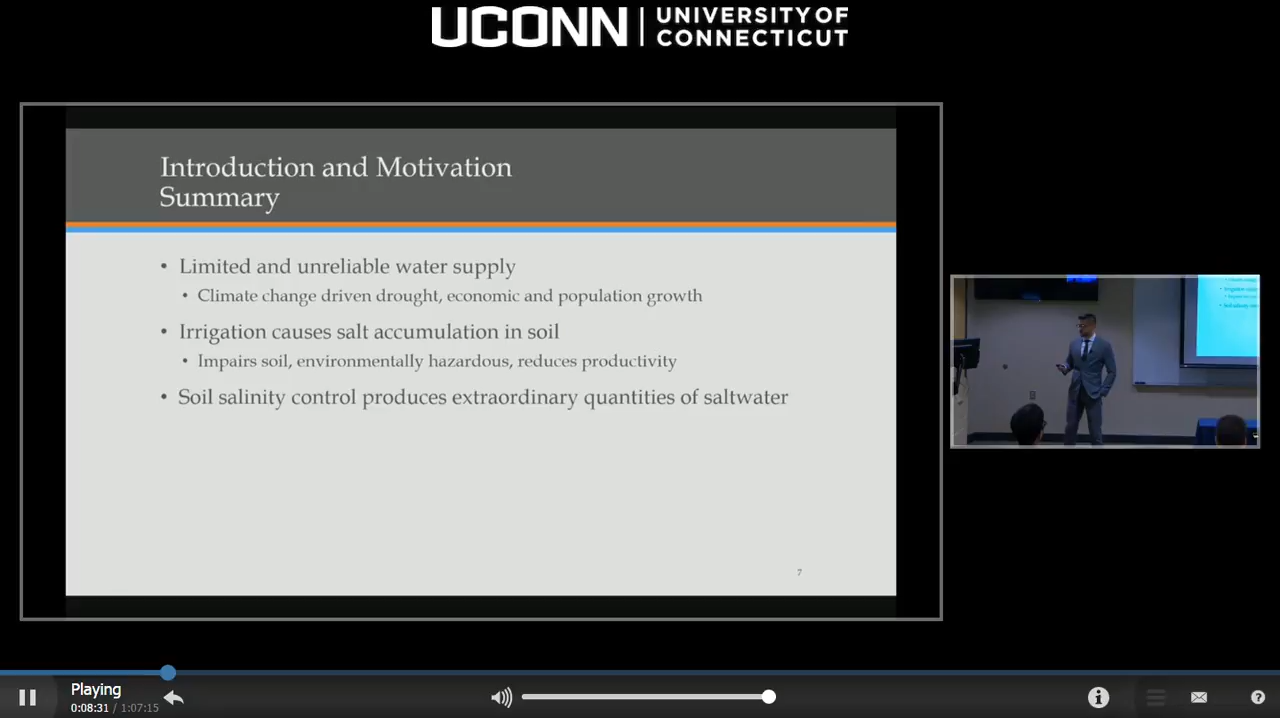 UCONN
UNIVERSITY OF
CONNECTICUT
Introduction and Motivation
Summary
• Limited and unreliable water supply
• Climate change driven drought, economic and population growth
• Irrigation causes salt accumulation in soil
• Impairs soil, environmentally hazardous, reduces productivity
• Soil salinity control produces extraordinary quantities of saltwater
7
Playing
0:08:31 / 1:07:15